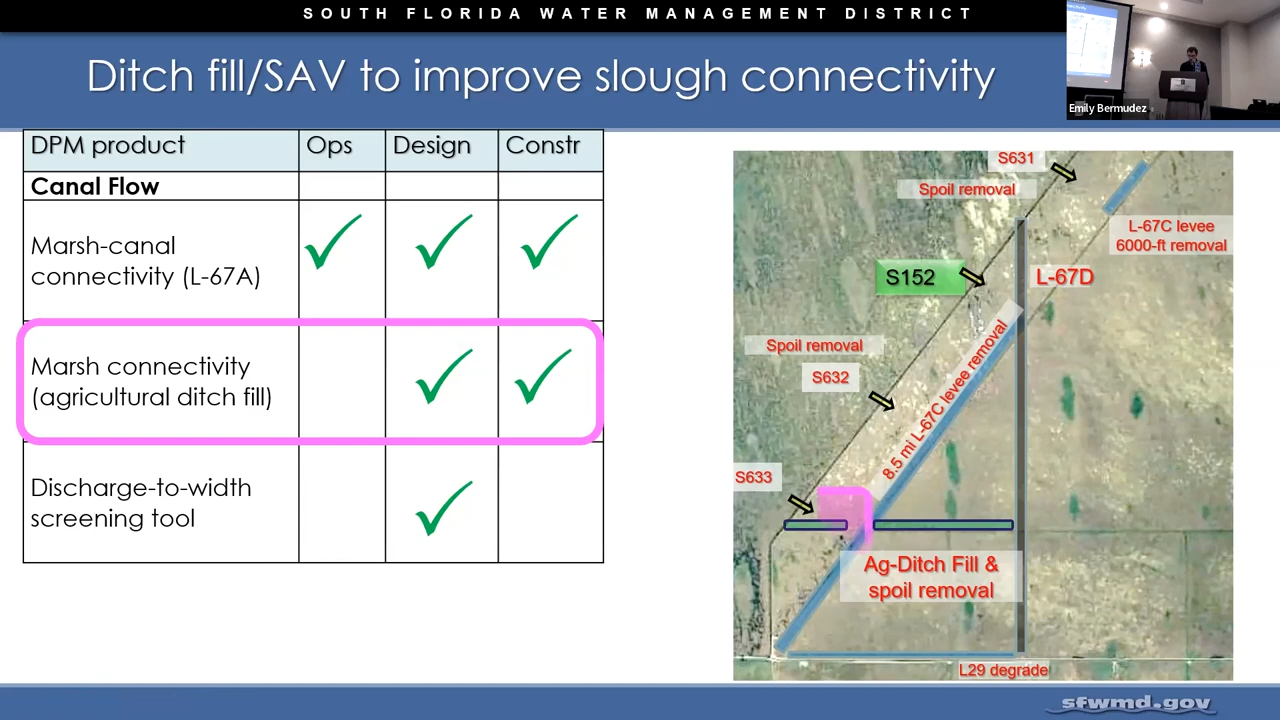 SOUTH FLORIDA WATER MANAGEMENT DISTRICT
Ditch fill/SAV to improve slough connectivity
Emily Bermudez
DPM product Ops Design Constr
Canal Flow
Marsh-canal
connectivity (L-67A)
Marsh connectivity
(agricultural ditch fill)
Discharge-to-width
screening tool
S631
Spoil removal
L-67C levee
6000-ft removal
S152
L-67D
Spoil removal
S632
8.5 mi L-67C levee removal
S633
Ag-Ditch Fill &
spoil removal
L29 degrade
sfwmd.gov